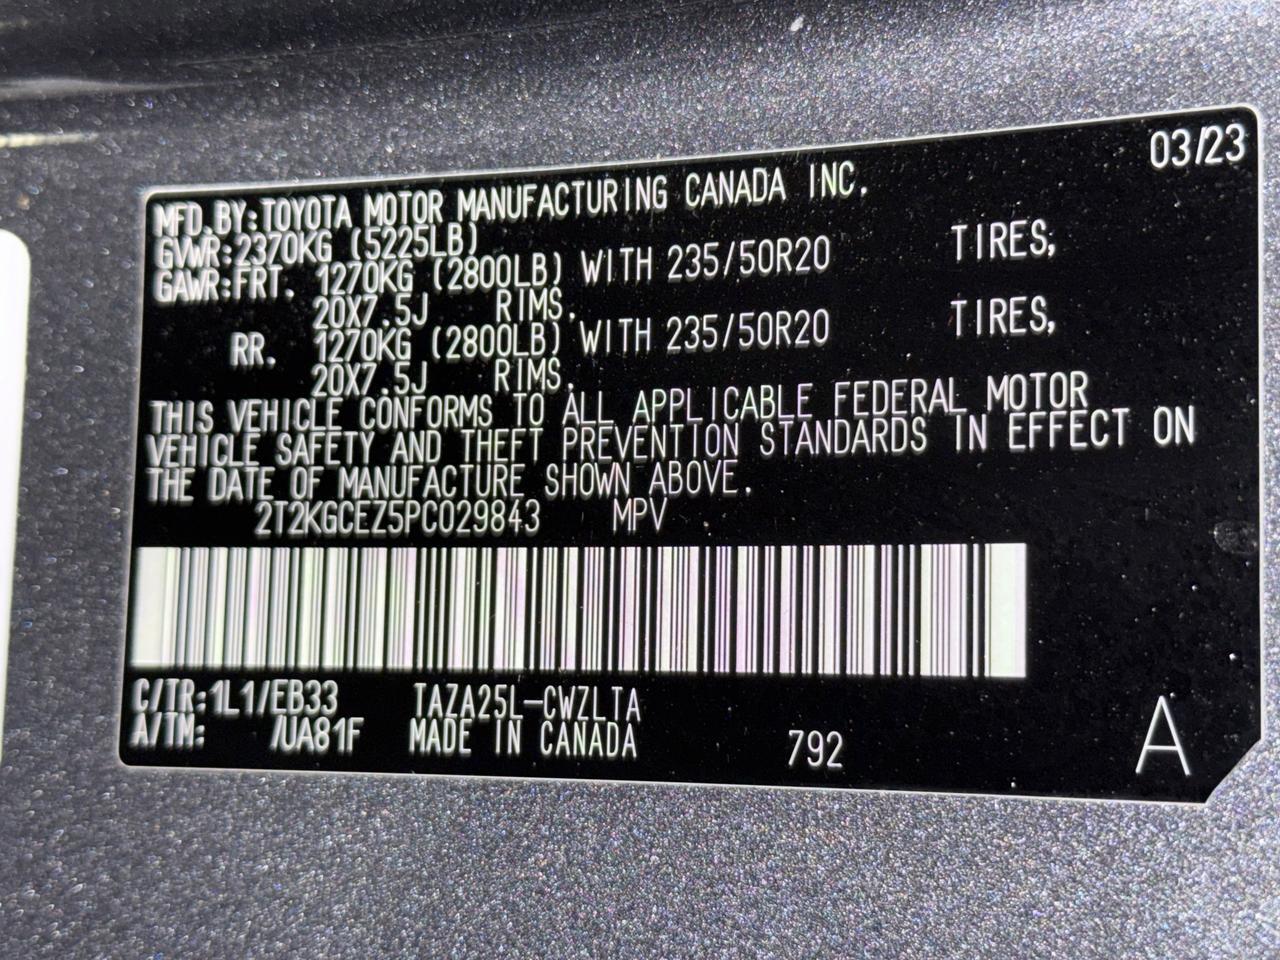 03/23
MFD.BY:TOYOTA MOTOR MANUFACTURING CANADA INC.
GVWR:2370KG (5225LB)
GAWR:FRT. 1270KG (2800LB) WITH 235/50R20 TIRES,
20X7.5J RIMS.
RR. 1270KG (2800LB) WITH 235/50R20 TIRES,
20X7.5J RIMS.
THIS VEHICLE CONFORMS TO ALL APPLICABLE FEDERAL MOTOR
VEHICLE SAFETY AND THEFT PREVENTION STANDARDS IN EFFECT ON
THE DATE OF MANUFACTURE SHOWN ABOVE.
2T2KGCEZ5PC029843 MPV
C/TR:1L1/EB33 TAZA25L-CWZLTA
A/TM: /UA81F MADE IN CANADA 792 A